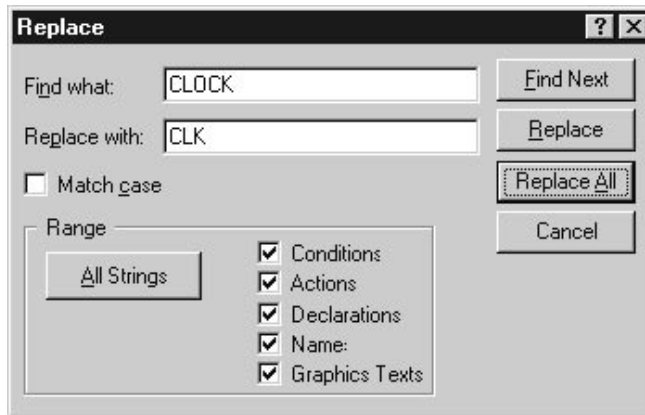 Replace
Find what: CLOCK
Replace with: CLK
Match case
Find Next
Replace
Replace All
Cancel
Range
All Strings
Conditions
Actions
Declarations
Name:
Graphics Texts